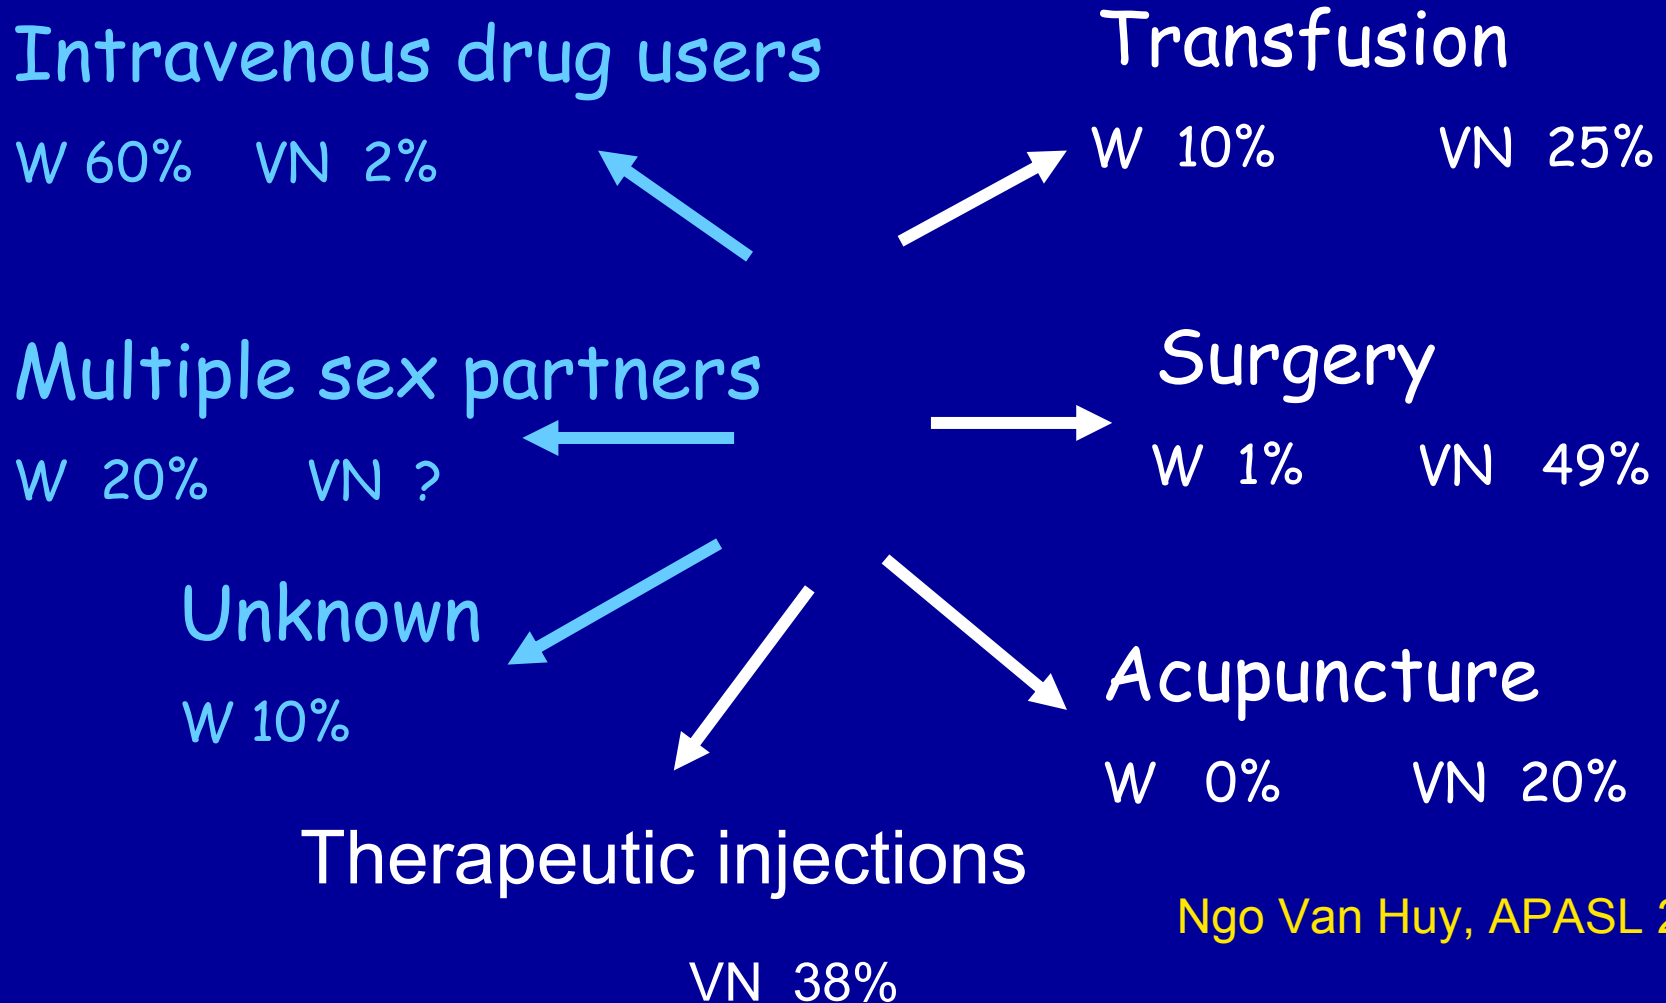 Intravenous drug users
W 60% VN 2%
Transfusion
W 10% VN 25%
Multiple sex partners
W 20% VN ?
Surgery
W 1% VN 49%
Unknown
W 10%
Acupuncture
W 0% VN 20%
Therapeutic injections
VN 38%
Ngo Van Huy, APASL